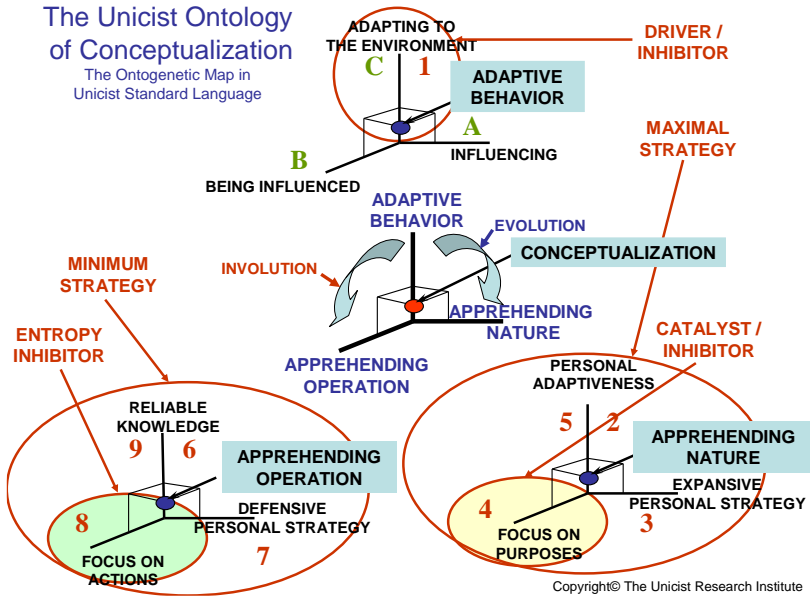 The Unicist Ontology
of Conceptualization
The Ontogenetic Map in
Unicist Standard Language
ADAPTING TO
THE ENVIRONMENT
C 1
DRIVER /
INHIBITOR
ADAPTIVE
BEHAVIOR
A
INFLUENCING
B
BEING INFLUENCED
MAXIMAL
STRATEGY
ADAPTIVE
BEHAVIOR
EVOLUTION
INVOLUTION
CONCEPTUALIZATION
APPREHENDING
NATURE
APPREHENDING
OPERATION
MINIMUM
STRATEGY
ENTROPY
INHIBITOR
CATALYST /
INHIBITOR
RELIABLE
KNOWLEDGE
9 6
APPREHENDING
OPERATION
DEFENSIVE
PERSONAL STRATEGY
8
7
FOCUS ON
ACTIONS
PERSONAL
ADAPTIVENESS
5 2
APPREHENDING
NATURE
EXPANSIVE
PERSONAL STRATEGY
4
3
FOCUS ON
PURPOSES
Copyright© The Unicist Research Institute